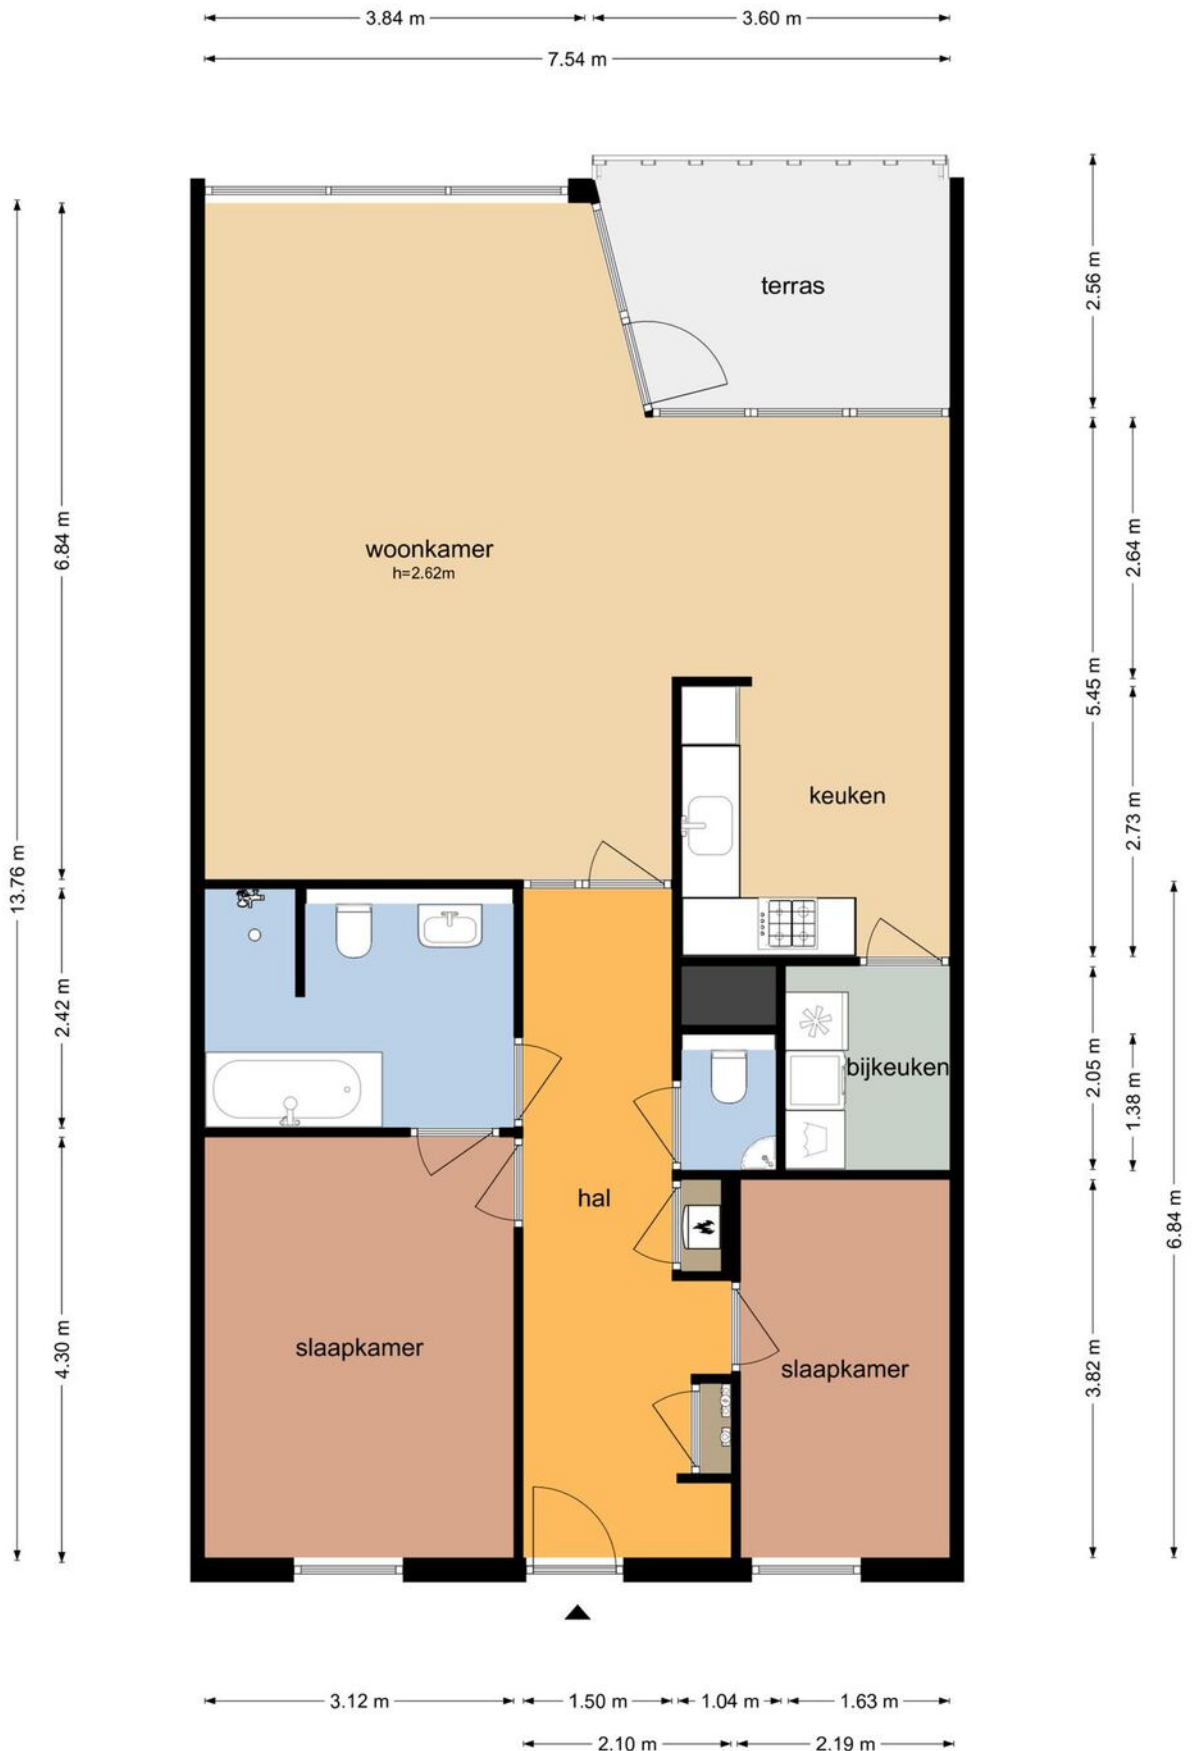 3.84 m
3.60 m
7.54 m
terras
2.56 m
woonkamer
h=2.62m
6.84 m
2.64 m
5.45 m
keuken
2.73 m
13.76 m
2.42 m
bijkeuken
2.05 m
1.38 m
hal
6.84 m
slaapkamer
4.30 m
slaapkamer
3.82 m
3.12 m
1.50 m
1.04 m
1.63 m
2.10 m
2.19 m